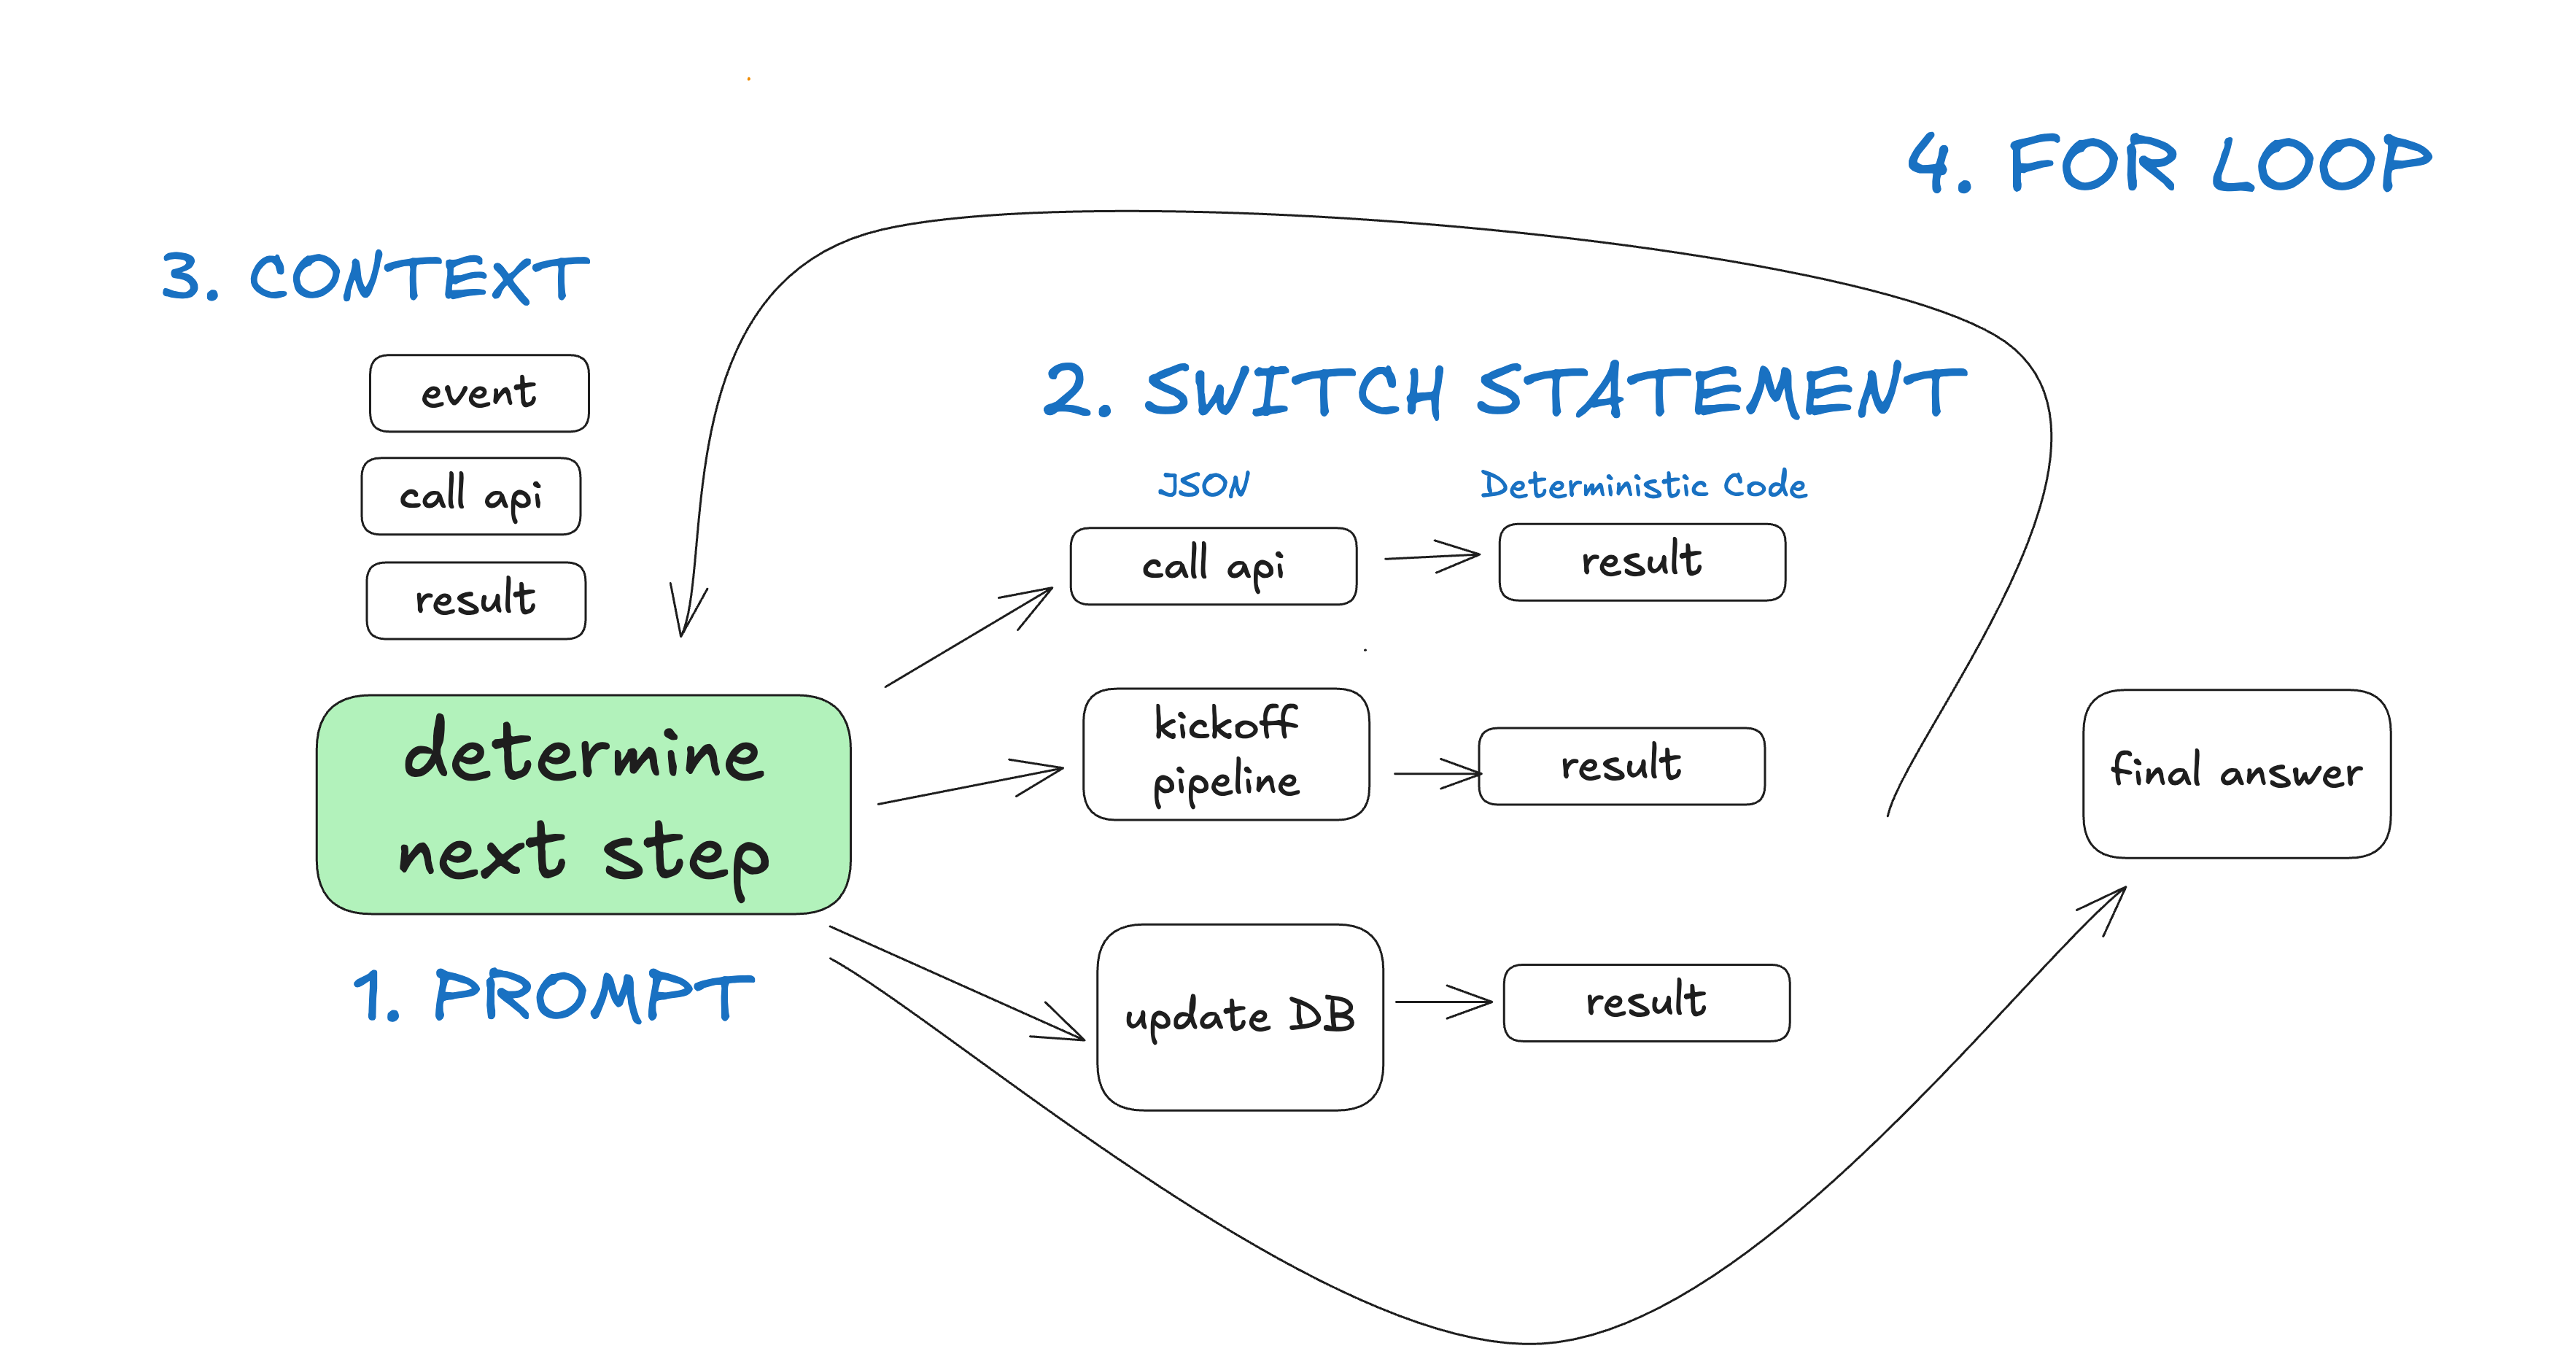 4. FOR LOOP
3. CONTEXT
event
call api
result
determine
next step
1. PROMPT
2. SWITCH STATEMENT
JSON
Deterministic Code
call api
result
kickoff
pipeline
result
update DB
result
final answer